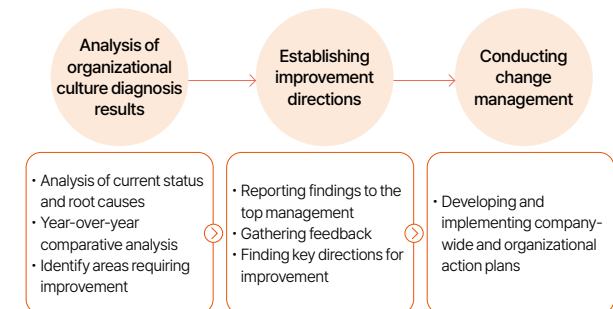 Analysis of
organizational
culture diagnosis
results
Establishing
improvement
directions
Conducting
change
management
· Analysis of current status
and root causes
· Year-over-year
comparative analysis
· Identify areas requiring
improvement
· Reporting findings to the
top management
· Gathering feedback
· Finding key directions for
improvement
· Developing and
implementing company-
wide and organizational
action plans